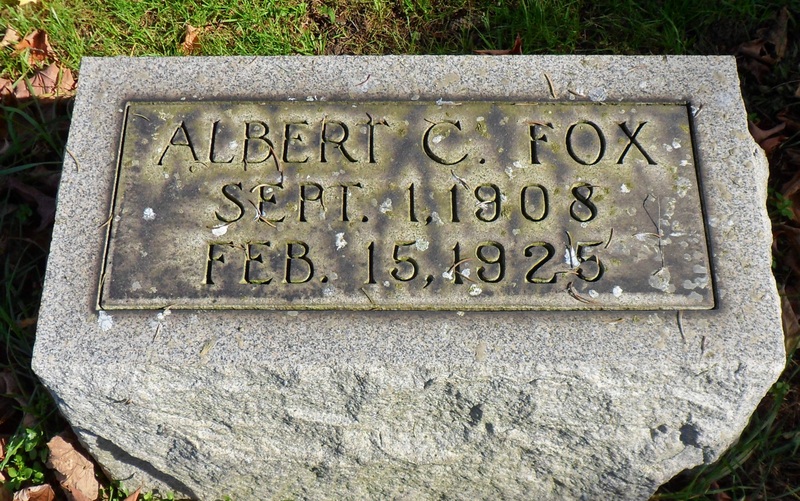 ALBERT C. FOX
SEPT. 1, 1908
FEB. 15, 1925